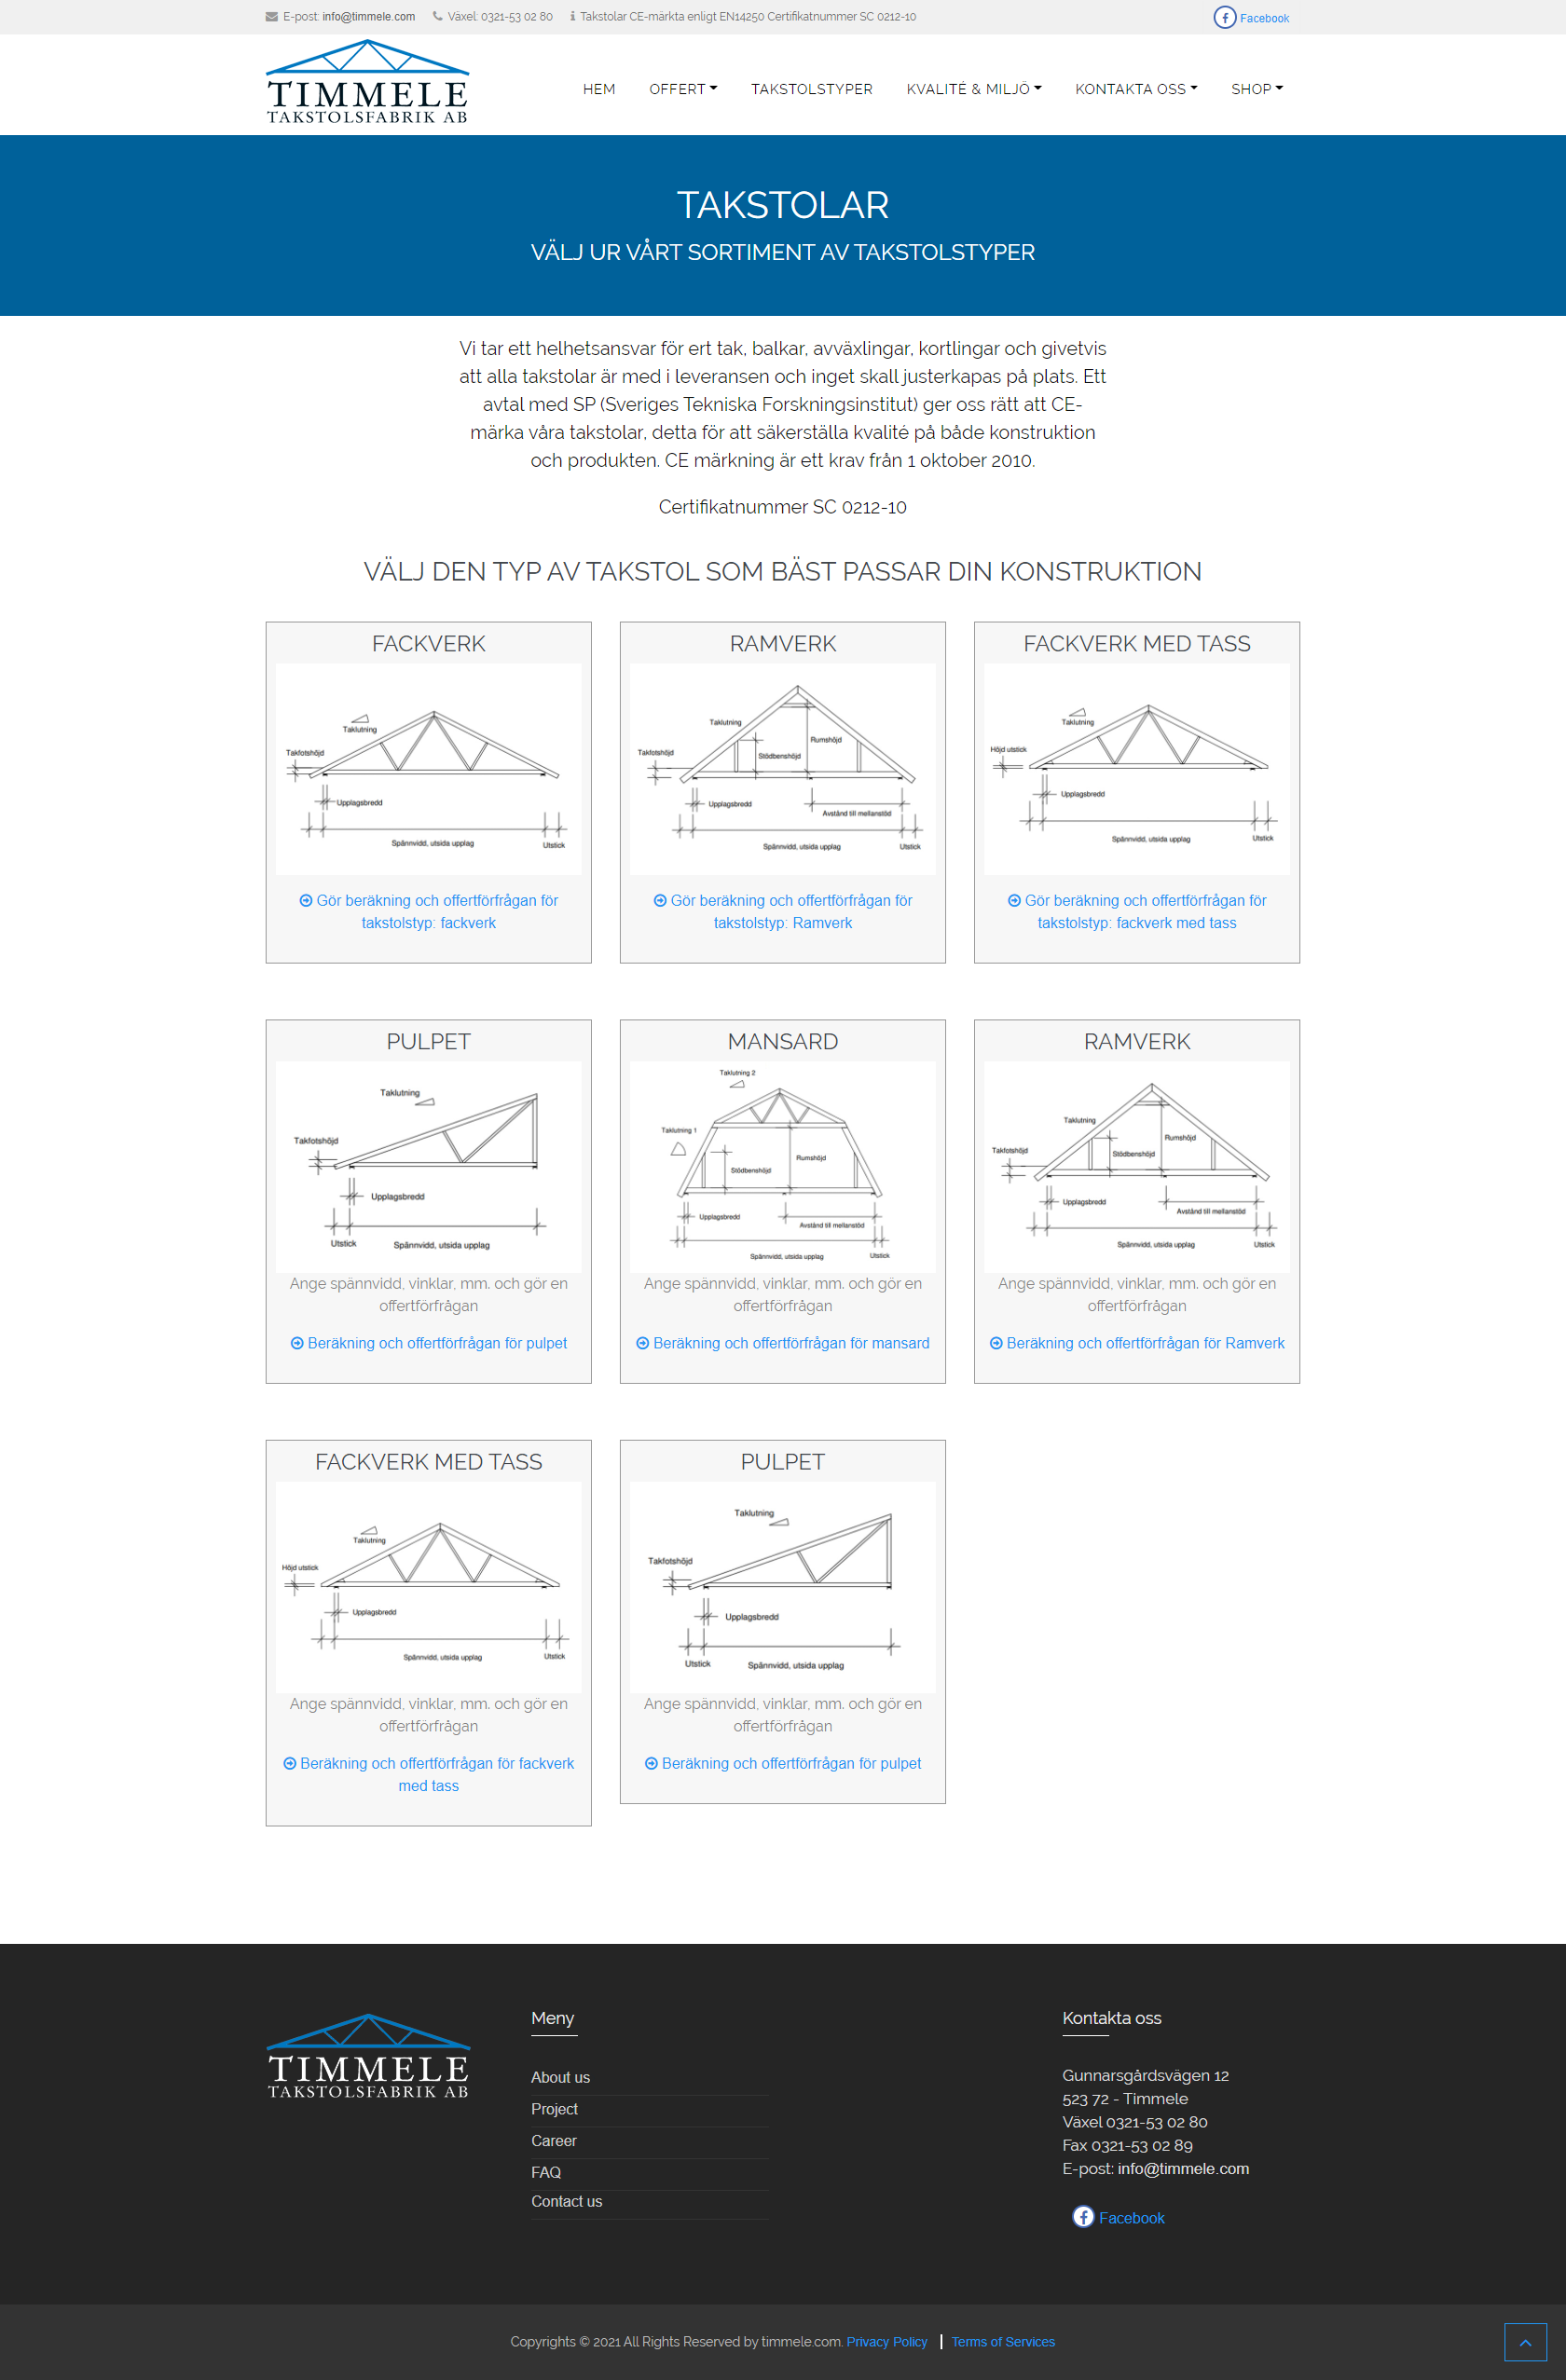 E-post: info@timmele.com Växel: 0321-53 02 80 Takstolar CE-märkta enligt EN14250 Certifikatnummer SC 0212-10 Facebook
TIMMELE
TAKSTOLSFABRIK AB
HEM OFFERT TAKSTOLSTYPER KVALITÉ & MILJÖ KONTAKTA OSS SHOP
TAKSTOLAR
VÄLJ UR VÅRT SORTIMENT AV TAKSTOLSTYPER
Vi tar ett helhetsansvar för ert tak, balkar, avväxlingar, kortlingar och givetvis
att alla takstolar är med i leveransen och inget skall justerkapas på plats. Ett
avtal med SP (Sveriges Tekniska Forskningsinstitut) ger oss rätt att CE-
märka våra takstolar, detta för att säkerställa kvalité på både konstruktion
och produkten. CE märkning är ett krav från 1 oktober 2010.
Certifikatnummer SC 0212-10
VÄLJ DEN TYP AV TAKSTOL SOM BÄST PASSAR DIN KONSTRUKTION
FACKVERK
Taklutning
Takfotshöjd
Upplagsbredd
Spännvidd, utsida upplag
Utstick
Gör beräkning och offertförfrågan för
takstolstyp: fackverk
RAMVERK
Taklutning
Rumshöjd
Takfotshöjd
Stödbenshöjd
Upplagsbredd
Avstånd till mellanstöd
Spännvidd, utsida upplag
Utstick
Gör beräkning och offertförfrågan för
takstolstyp: Ramverk
FACKVERK MED TASS
Taklutning
Höjd utstick
Upplagsbredd
Spännvidd, utsida upplag
Utstick
Gör beräkning och offertförfrågan för
takstolstyp: fackverk med tass
PULPET
Taklutning
Takfotshöjd
Upplagsbredd
Utstick
Spännvidd, utsida upplag
Ange spännvidd, vinklar, mm. och gör en
offertförfrågan
Beräkning och offertförfrågan för pulpet
MANSARD
Taklutning 2
Taklutning 1
Rumshöjd
Stödbenshöjd
Upplagsbredd
Avstånd till mellanstöd
Spännvidd, utsida upplag
Utstick
Ange spännvidd, vinklar, mm. och gör en
offertförfrågan
Beräkning och offertförfrågan för mansard
RAMVERK
Taklutning
Rumshöjd
Takfotshöjd
Stödbenshöjd
Upplagsbredd
Avstånd till mellanstöd
Spännvidd, utsida upplag
Utstick
Ange spännvidd, vinklar, mm. och gör en
offertförfrågan
Beräkning och offertförfrågan för Ramverk
FACKVERK MED TASS
Taklutning
Höjd utstick
Upplagsbredd
Spännvidd, utsida upplag
Utstick
Ange spännvidd, vinklar, mm. och gör en
offertförfrågan
Beräkning och offertförfrågan för fackverk
med tass
PULPET
Taklutning
Takfotshöjd
Upplagsbredd
Utstick
Spännvidd, utsida upplag
Ange spännvidd, vinklar, mm. och gör en
offertförfrågan
Beräkning och offertförfrågan för pulpet
TIMMELE
TAKSTOLSFABRIK AB
Meny
About us
Project
Career
FAQ
Contact us
Kontakta oss
Gunnarsgårdsvägen 12
523 72 - Timmele
Växel 0321-53 02 80
Fax 0321-53 02 89
E-post: info@timmele.com
Facebook
Copyrights © 2021 All Rights Reserved by timmele.com. Privacy Policy | Terms of Services